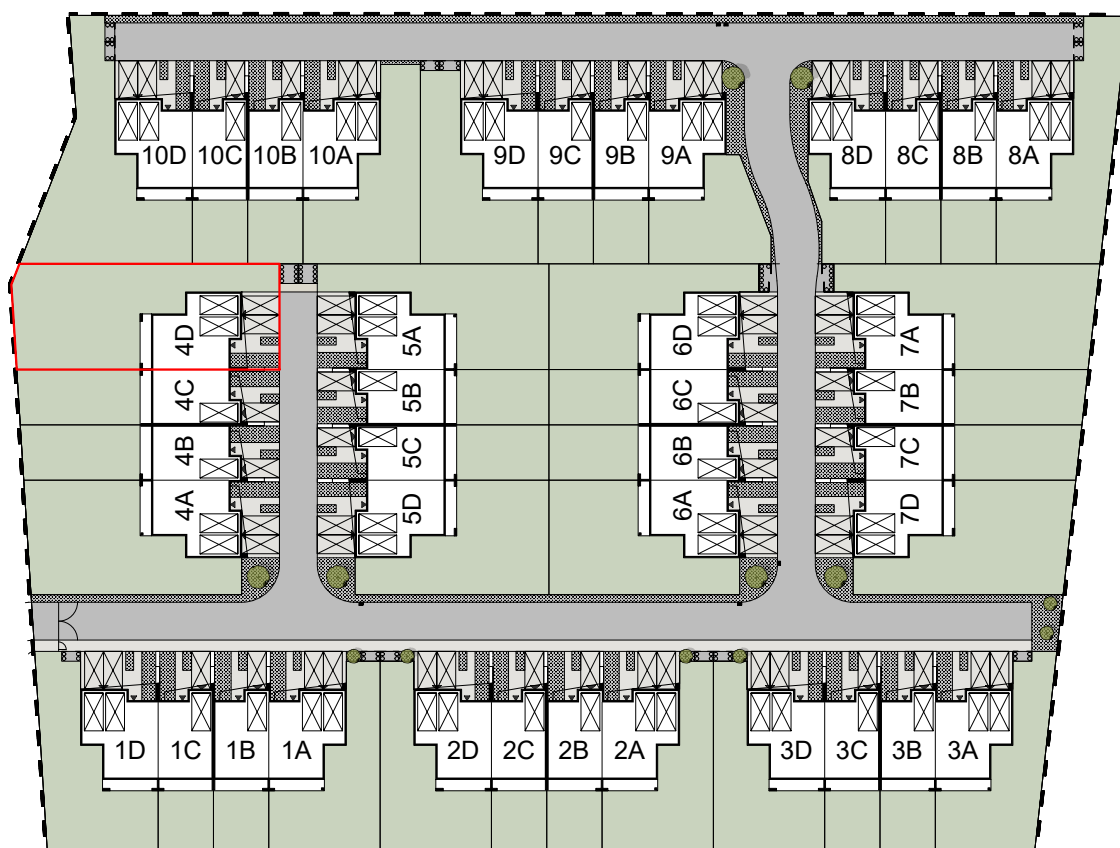 10D 10C 10B 10A 9D 9C 9B 9A 8D 8C 8B 8A
4D 5A 6D 7A
4C 5B 6C 7B
4B 5C 6B 7C
4A 5D 6A 7D
1D 1C 1B 1A 2D 2C 2B 2A 3D 3C 3B 3A